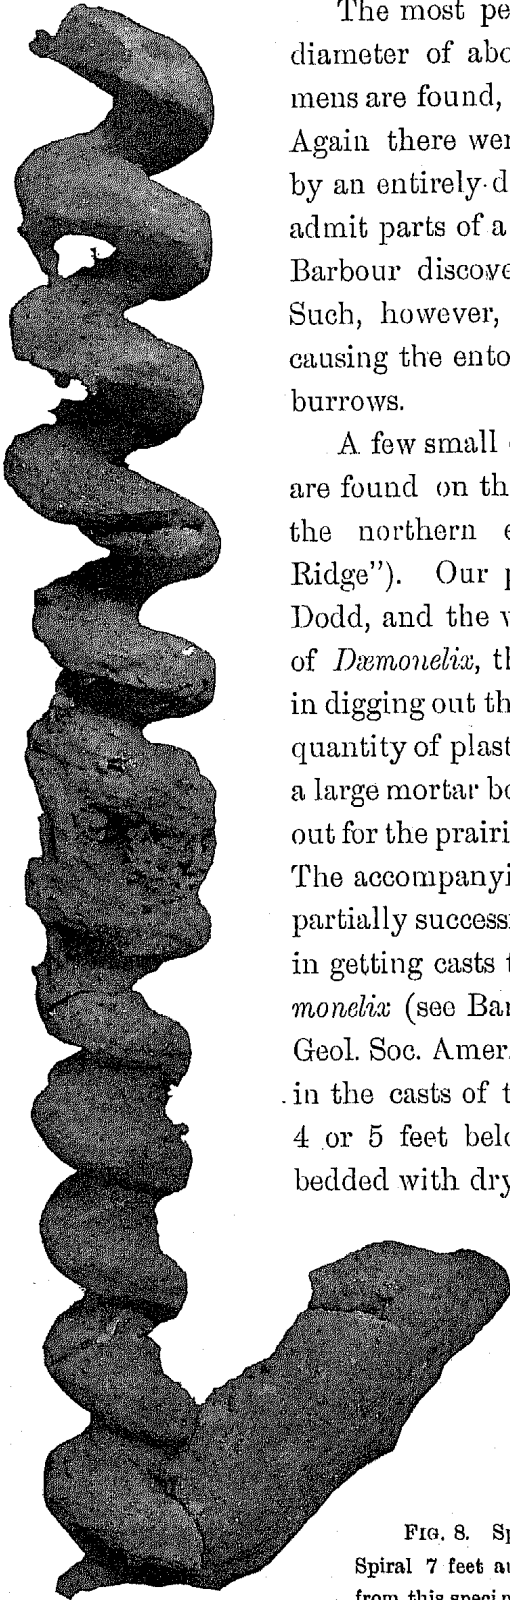 The most pe
diameter of abo
mens are found,
Again there wer
by an entirely d
admit parts of a
Barbour discove
Such, however,
causing the ento
burrows.
A few small
are found on th
the northern e
Ridge"). Our p
Dodd, and the v
of Dæmonelix, th
in digging out th
quantity of plast
a large mortar bo
out for the prairi
The accompanyi
partially successi
in getting casts t
monelix (see Bar
Geol. Soc. Amer.
in the casts of t
4 or 5 feet belo
bedded with dry
FIG. 8. Sp
Spiral 7 feet an
from this specim